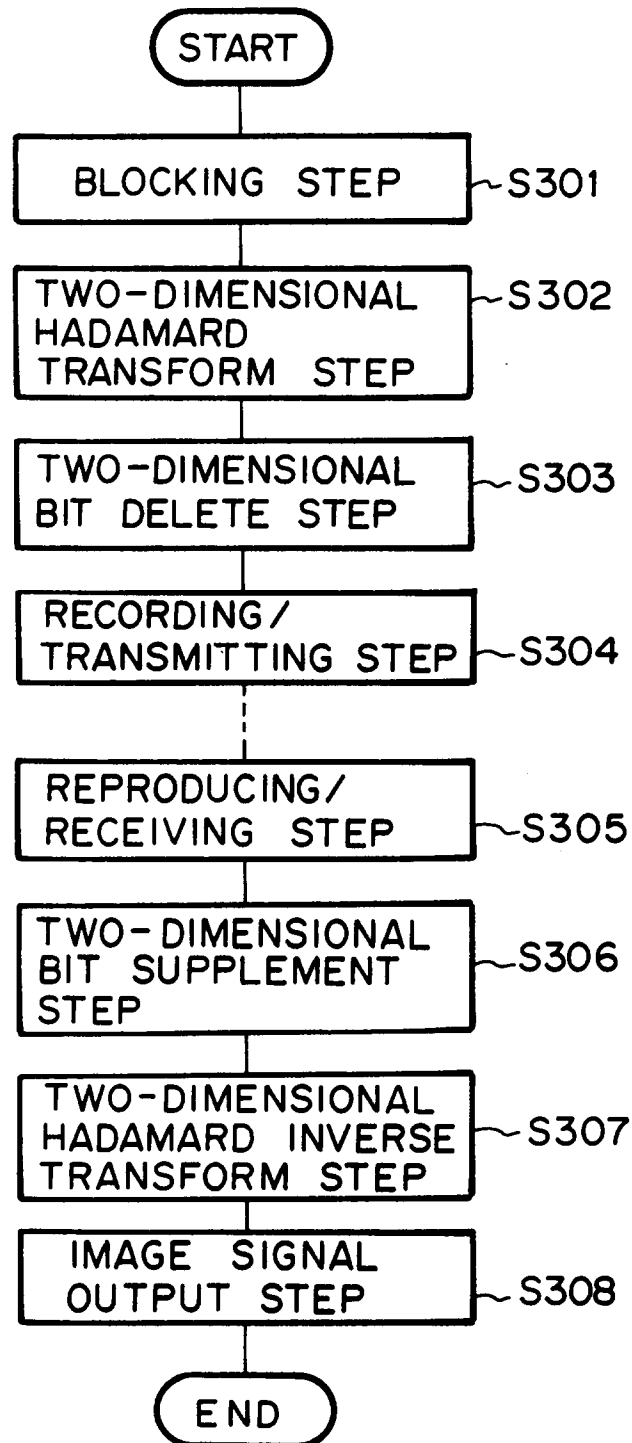 START
BLOCKING STEP
S301
TWO-DIMENSIONAL
HADAMARD
TRANSFORM STEP
S302
TWO-DIMENSIONAL
BIT DELETE STEP
S303
RECORDING/
TRANSMITTING STEP
S304
REPRODUCING/
RECEIVING STEP
S305
TWO-DIMENSIONAL
BIT SUPPLEMENT
STEP
S306
TWO-DIMENSIONAL
HADAMARD INVERSE
TRANSFORM STEP
S307
IMAGE SIGNAL
OUTPUT STEP
S308
END